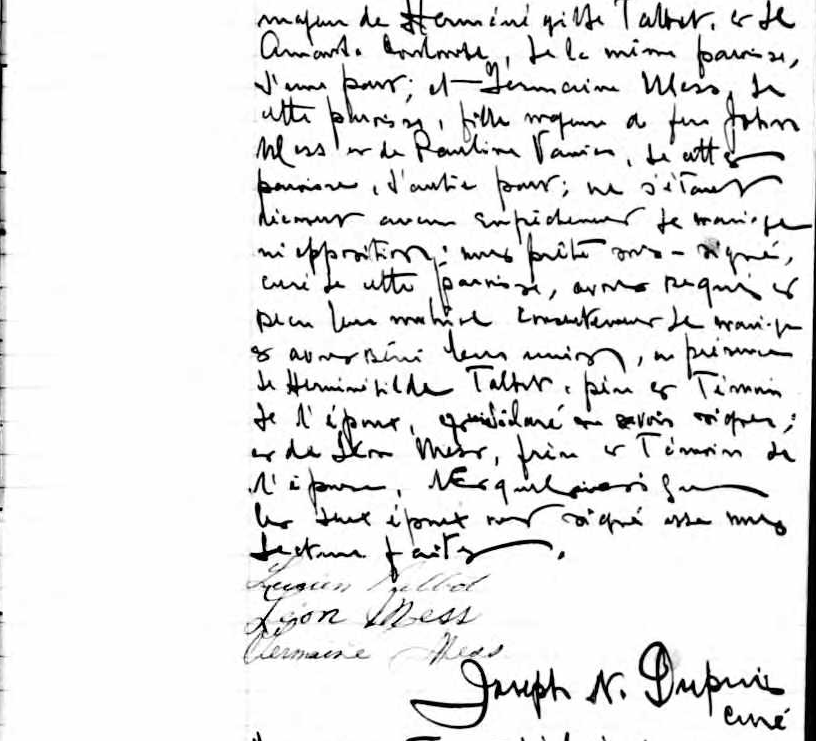 majeur de Herménégilde Talbot, et de
Amanda, de la même paroisse,
d'une part; et Germaine Mess, de
cette paroisse, fille majeure de feu John
Mess et de Pauline Vanier, de cette
paroisse, d'autre part; ne s'étant
découvert aucun empêchement de mariage
ni opposition; nous prêtre sous-signé,
curé de cette paroisse, avons requis et
reçu leur mutuel consentement de mariage
et avons béni leur union, en présence
de Herménégilde Talbot, père et Témoin
de l'époux, qui a déclaré ne savoir signer;
et de Léon Mess, frère et Témoin de
l'épouse,
les deux époux ont signé avec nous
Lecture faite.
Lucien Talbot
Léon Mess
Germaine Mess
Joseph N. Dupuis
curé